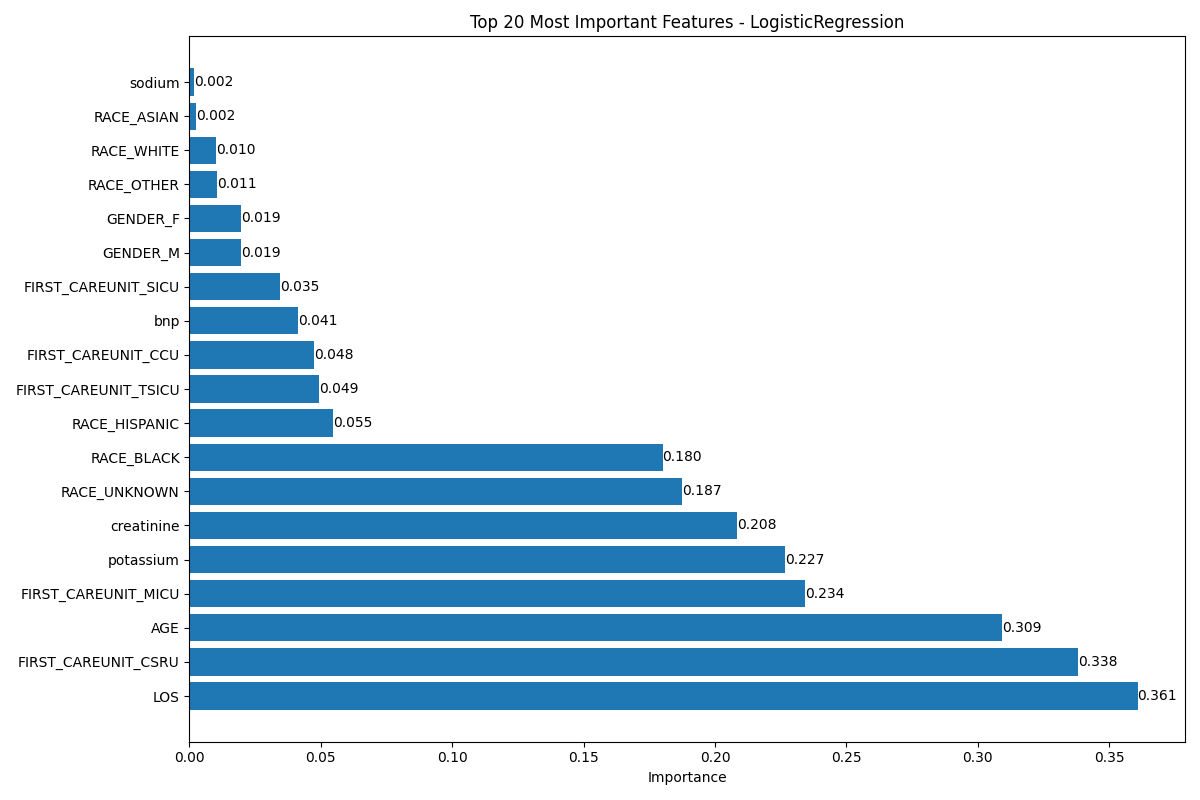 Top 20 Most Important Features - LogisticRegression
sodium 0.002
RACE_ASIAN 0.002
RACE_WHITE 0.010
RACE_OTHER 0.011
GENDER_F 0.019
GENDER_M 0.019
FIRST_CAREUNIT_SICU 0.035
bnp 0.041
FIRST_CAREUNIT_CCU 0.048
FIRST_CAREUNIT_TSICU 0.049
RACE_HISPANIC 0.055
RACE_BLACK 0.180
RACE_UNKNOWN 0.187
creatinine 0.208
potassium 0.227
FIRST_CAREUNIT_MICU 0.234
AGE 0.309
FIRST_CAREUNIT_CSRU 0.338
LOS 0.361
0.00 0.05 0.10 0.15 0.20 0.25 0.30 0.35
Importance